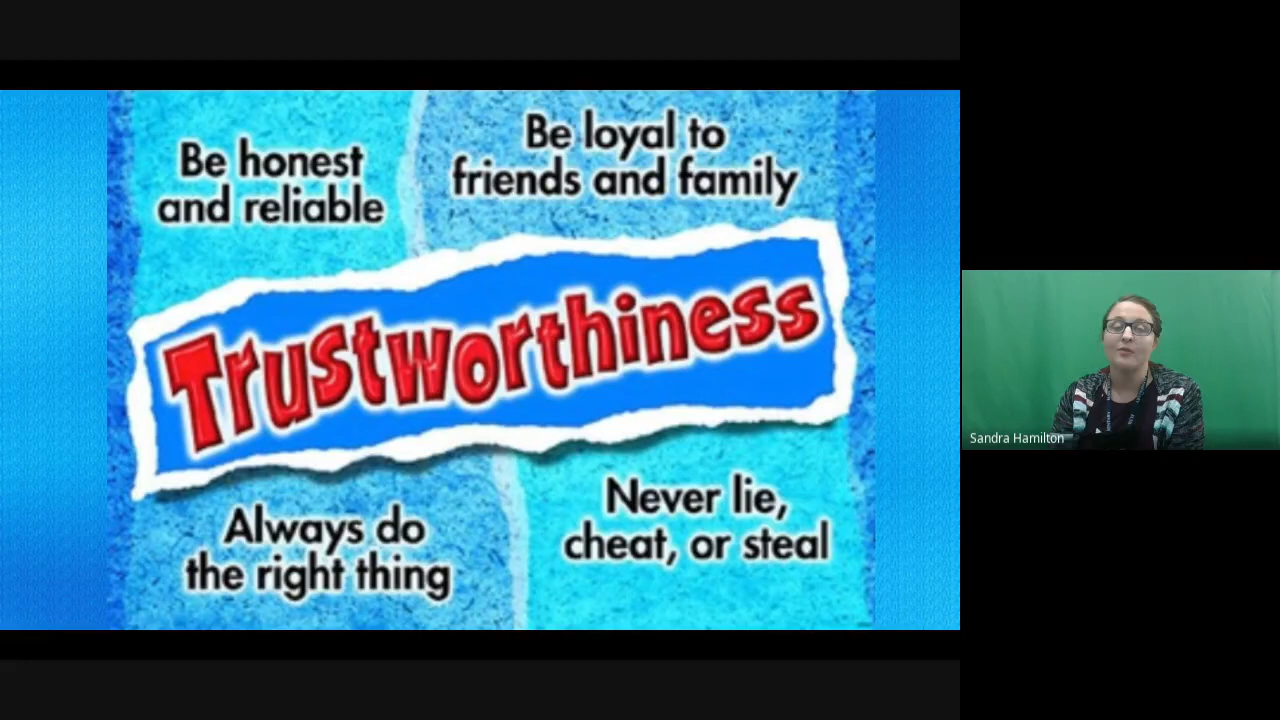 Be honest
and reliable
Be loyal to
friends and family
Trustworthiness
Always do
the right thing
Never lie,
cheat, or steal
Sandra Hamilton